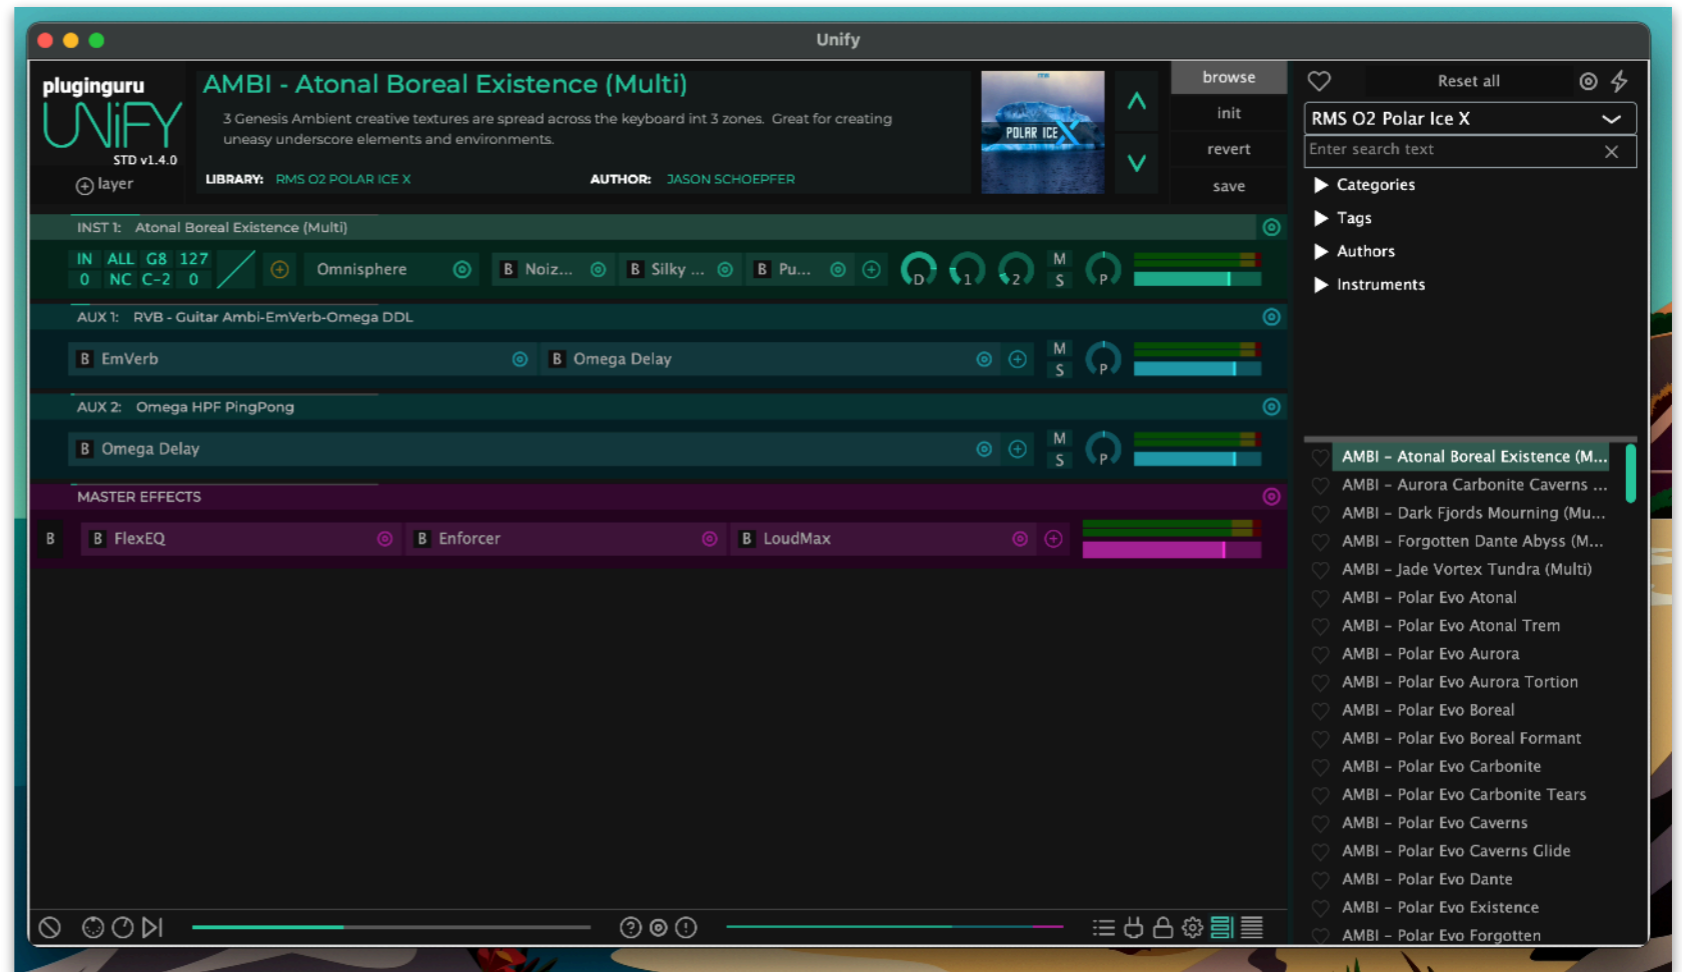 Unify
pluginguru
UNiFY
STD v1.4.0
layer
AMBI - Atonal Boreal Existence (Multi)
3 Genesis Ambient creative textures are spread across the keyboard int 3 zones. Great for creating
uneasy underscore elements and environments.
LIBRARY: RMS O2 POLAR ICE X
AUTHOR: JASON SCHOEPFER
POLAR ICE X
browse
init
revert
save
INST 1: Atonal Boreal Existence (Multi)
IN ALL G8 127
0 NC C-2 0
Omnisphere
B Noiz...
B Silky ...
B Pu...
D
1
2
M
S
P
AUX 1: RVB - Guitar Ambi-EmVerb-Omega DDL
B EmVerb
B Omega Delay
M
S
P
AUX 2: Omega HPF PingPong
B Omega Delay
M
S
P
MASTER EFFECTS
B
B FlexEQ
B Enforcer
B LoudMax
Reset all
RMS O2 Polar Ice X
Enter search text
Categories
Tags
Authors
Instruments
AMBI - Atonal Boreal Existence (M...
AMBI - Aurora Carbonite Caverns ...
AMBI - Dark Fjords Mourning (Mu...
AMBI - Forgotten Dante Abyss (M...
AMBI - Jade Vortex Tundra (Multi)
AMBI - Polar Evo Atonal
AMBI - Polar Evo Atonal Trem
AMBI - Polar Evo Aurora
AMBI - Polar Evo Aurora Tortion
AMBI - Polar Evo Boreal
AMBI - Polar Evo Boreal Formant
AMBI - Polar Evo Carbonite
AMBI - Polar Evo Carbonite Tears
AMBI - Polar Evo Caverns
AMBI - Polar Evo Caverns Glide
AMBI - Polar Evo Dante
AMBI - Polar Evo Existence
AMBI - Polar Evo Forgotten